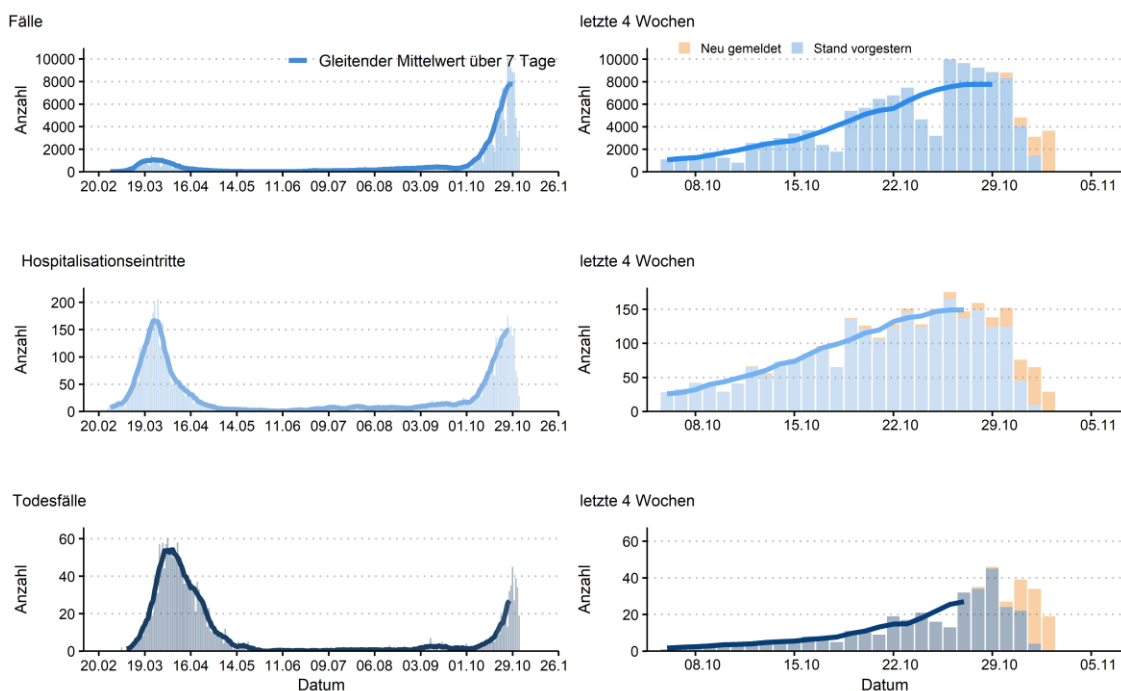 Fälle
letzte 4 Wochen
Gleitender Mittelwert über 7 Tage
Neu gemeldet
Stand vorgestern
Anzahl
10000
8000
6000
4000
2000
0
20.02 19.03 16.04 14.05 11.06 09.07 06.08 03.09 01.10 29.10 26.1
Anzahl
10000
8000
6000
4000
2000
0
08.10 15.10 22.10 29.10 05.11
Hospitalisationseintritte
letzte 4 Wochen
Anzahl
200
150
100
50
0
20.02 19.03 16.04 14.05 11.06 09.07 06.08 03.09 01.10 29.10 26.1
Anzahl
150
100
50
0
08.10 15.10 22.10 29.10 05.11
Todesfälle
letzte 4 Wochen
Anzahl
60
40
20
0
20.02 19.03 16.04 14.05 11.06 09.07 06.08 03.09 01.10 29.10 26.1
Datum
Anzahl
60
40
20
0
08.10 15.10 22.10 29.10 05.11
Datum